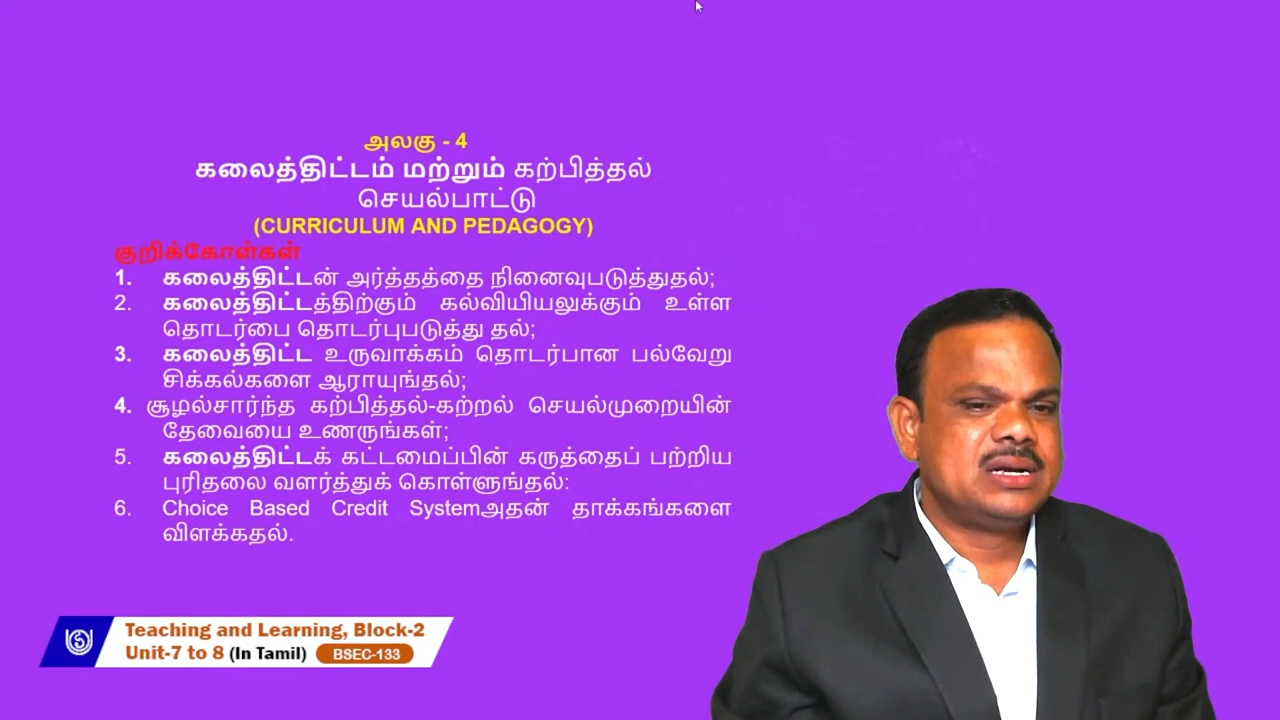 அலகு - 4
கலைத்திட்டம் மற்றும் கற்பித்தல்
செயல்பாட்டு
(CURRICULUM AND PEDAGOGY)
குறிக்கோள்கள்
1. கலைத்திட்டன் அர்த்தத்தை நினைவுபடுத்துதல்;
2. கலைத்திட்டத்திற்கும் கல்வியியலுக்கும் உள்ள
தொடர்பை தொடர்புபடுத்து தல்;
3. கலைத்திட்ட உருவாக்கம் தொடர்பான பல்வேறு
சிக்கல்களை ஆராயுங்தல்;
4. சூழல்சார்ந்த கற்பித்தல்-கற்றல் செயல்முறையின்
தேவையை உணருங்கள்;
5. கலைத்திட்டக் கட்டமைப்பின் கருத்தைப் பற்றிய
புரிதலை வளர்த்துக் கொள்ளுங்தல்:
6. Choice Based Credit Systemஅதன் தாக்கங்களை
விளக்கதல்.
Teaching and Learning, Block-2
Unit-7 to 8 (In Tamil) BSEC-133